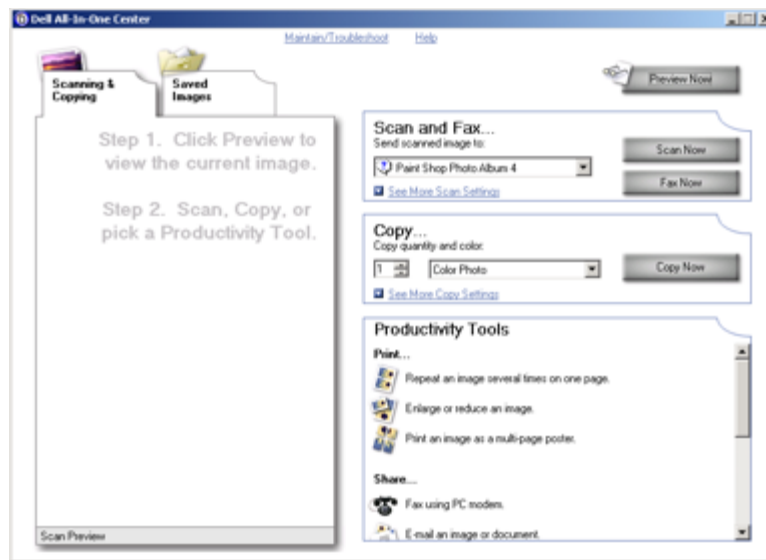 Dell All-In-One Center
Maintain/Troubleshoot Help
Scanning & Copying
Saved Images
Preview Now!
Step 1. Click Preview to
view the current image.
Step 2. Scan, Copy, or
pick a Productivity Tool.
Scan Preview
Scan and Fax...
Send scanned image to:
Paint Shop Photo Album 4
See More Scan Settings
Scan Now
Fax Now
Copy...
Copy quantity and color:
1 Color Photo
See More Copy Settings
Copy Now
Productivity Tools
Print...
Repeat an image several times on one page.
Enlarge or reduce an image.
Print an image as a multi-page poster.
Share...
Fax using PC modem.
E-mail an image or document.